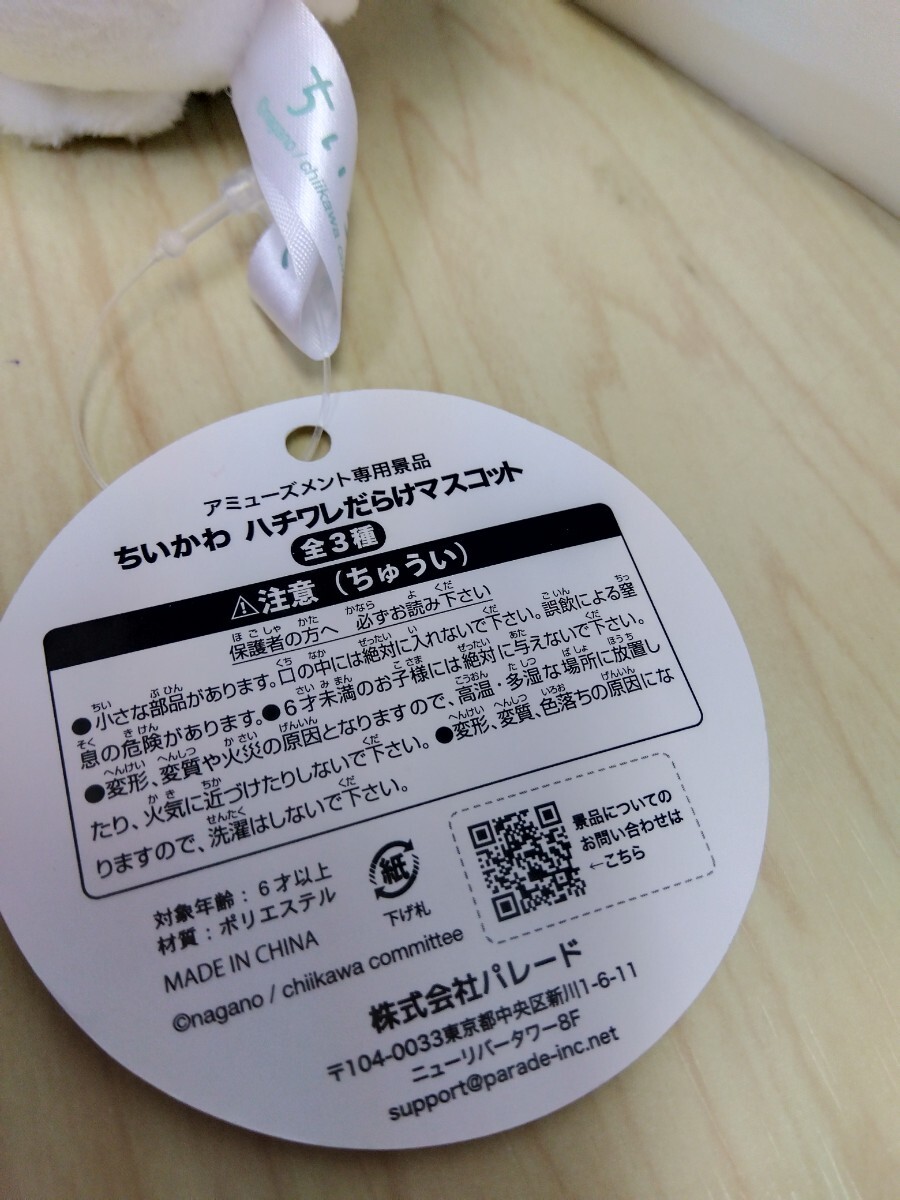 ちい
nagano / chiikawa c
アミューズメント専用景品
ちいかわ ハチワレだらけマスコット
全3種
⚠注意（ちゅうい）
保護者の方へ 必ずお読み下さい
●小さな部品があります。口の中には絶対に入れないで下さい。誤飲による窒
息の危険があります。●6才未満のお子様には絶対に与えないで下さい。
●変形、変質や火災の原因となりますので、高温・多湿な場所に放置し
たり、火気に近づけたりしないで下さい。●変形、変質、色落ちの原因にな
りますので、洗濯はしないで下さい。
対象年齢：6才以上
材質：ポリエステル
MADE IN CHINA
©nagano / chiikawa committee
紙
下げ札
景品についての
お問い合わせは
←こちら
株式会社パレード
〒104-0033東京都中央区新川1-6-11
ニューリバータワー8F
support@parade-inc.net